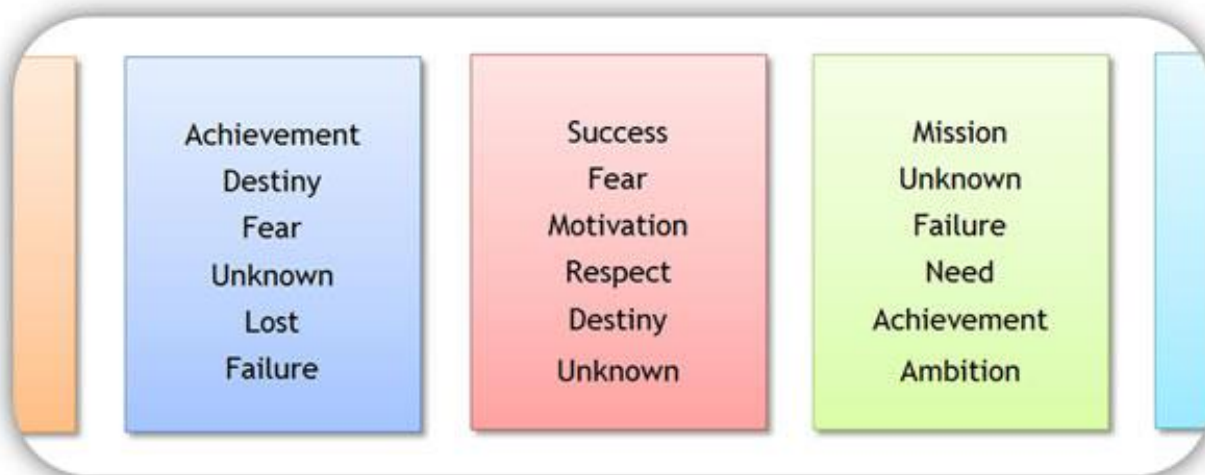 Achievement
Destiny
Fear
Unknown
Lost
Failure
Success
Fear
Motivation
Respect
Destiny
Unknown
Mission
Unknown
Failure
Need
Achievement
Ambition